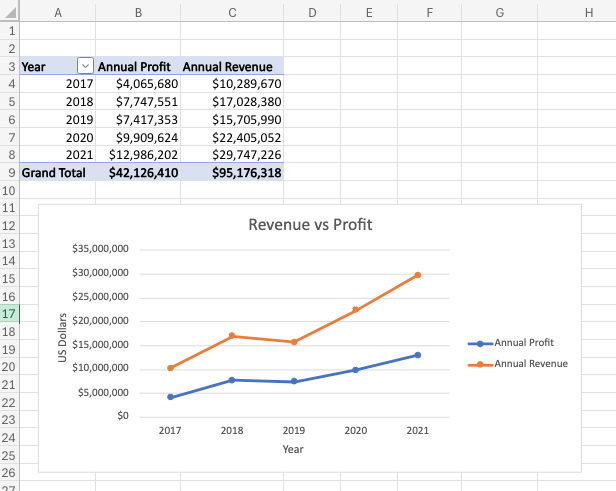 A B C D E F G H
1
2
3 Year Annual Profit Annual Revenue
4 2017 $4,065,680 $10,289,670
5 2018 $7,747,551 $17,028,380
6 2019 $7,417,353 $15,705,990
7 2020 $9,909,624 $22,405,052
8 2021 $12,986,202 $29,747,226
9 Grand Total $42,126,410 $95,176,318
10
11
12
13
14
15
16
17
18
19
20
21
22
23
24
25
26
27
Revenue vs Profit
$35,000,000
$30,000,000
$25,000,000
$20,000,000
$15,000,000
$10,000,000
$5,000,000
$0
US Dollars
2017 2018 2019 2020 2021
Year
Annual Profit
Annual Revenue